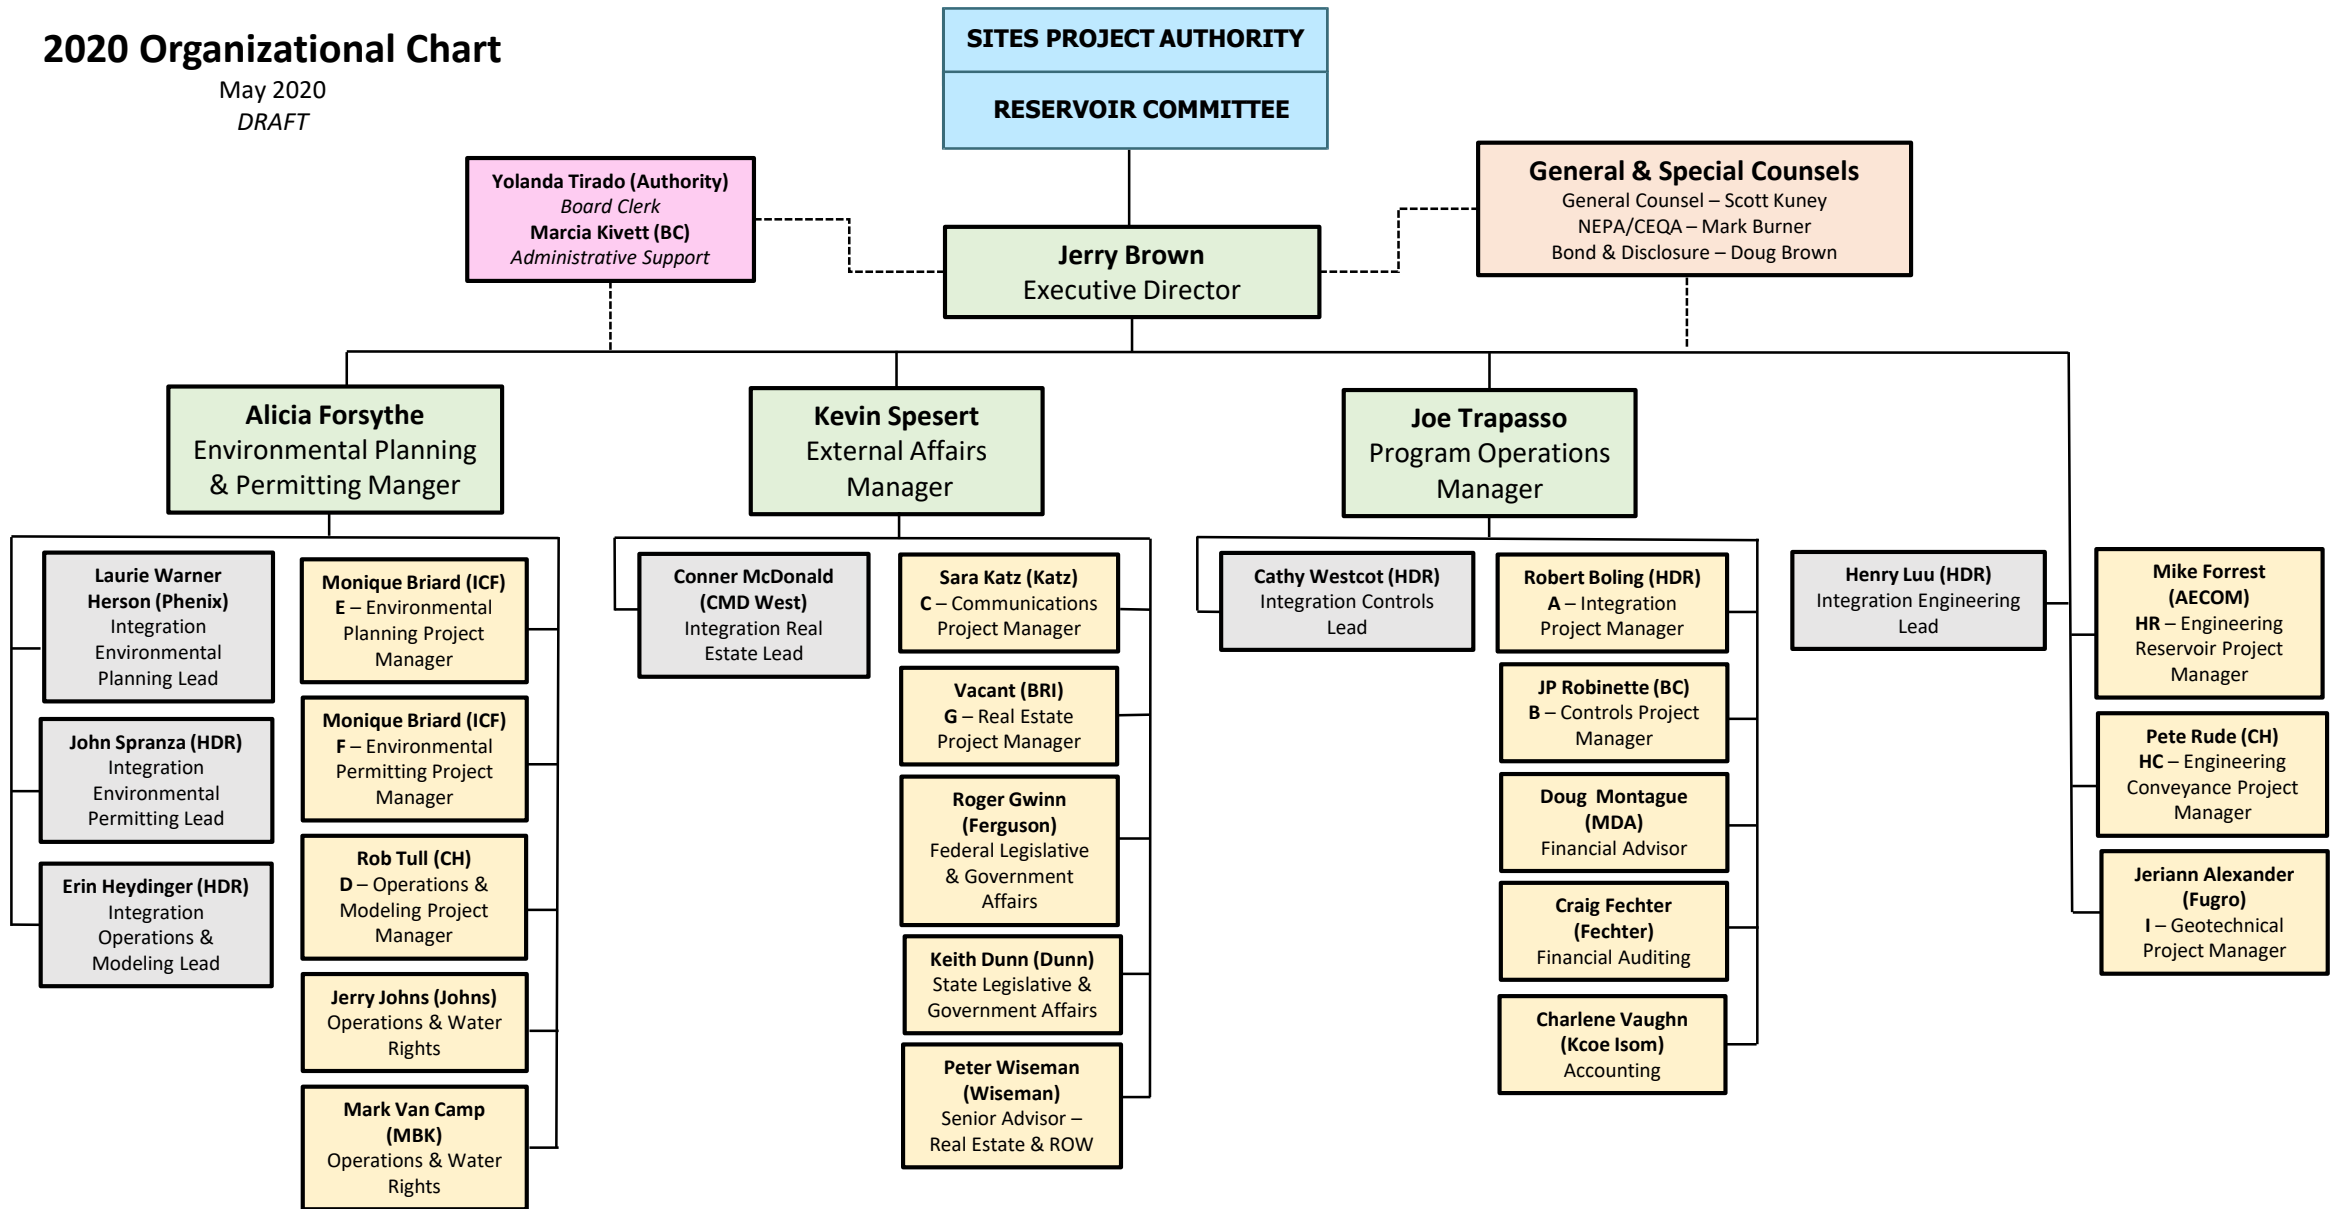 2020 Organizational Chart
May 2020
DRAFT
SITES PROJECT AUTHORITY
RESERVOIR COMMITTEE
Yolanda Tirado (Authority)
Board Clerk
Marcia Kivett (BC)
Administrative Support
General & Special Counsels
General Counsel – Scott Kuney
NEPA/CEQA – Mark Burner
Bond & Disclosure – Doug Brown
Jerry Brown
Executive Director
Alicia Forsythe
Environmental Planning
& Permitting Manger
Kevin Spesert
External Affairs
Manager
Joe Trapasso
Program Operations
Manager
Laurie Warner
Herson (Phenix)
Integration
Environmental
Planning Lead
John Spranza (HDR)
Integration
Environmental
Permitting Lead
Erin Heydinger (HDR)
Integration
Operations &
Modeling Lead
Monique Briard (ICF)
E – Environmental
Planning Project
Manager
Monique Briard (ICF)
F – Environmental
Permitting Project
Manager
Rob Tull (CH)
D – Operations &
Modeling Project
Manager
Jerry Johns (Johns)
Operations & Water
Rights
Mark Van Camp
(MBK)
Operations & Water
Rights
Conner McDonald
(CMD West)
Integration Real
Estate Lead
Sara Katz (Katz)
C – Communications
Project Manager
Vacant (BRI)
G – Real Estate
Project Manager
Roger Gwinn
(Ferguson)
Federal Legislative
& Government
Affairs
Keith Dunn (Dunn)
State Legislative &
Government Affairs
Peter Wiseman
(Wiseman)
Senior Advisor –
Real Estate & ROW
Cathy Westcot (HDR)
Integration Controls
Lead
Robert Boling (HDR)
A – Integration
Project Manager
JP Robinette (BC)
B – Controls Project
Manager
Doug Montague
(MDA)
Financial Advisor
Craig Fechter
(Fechter)
Financial Auditing
Charlene Vaughn
(Kcoe Isom)
Accounting
Henry Luu (HDR)
Integration Engineering
Lead
Mike Forrest
(AECOM)
HR – Engineering
Reservoir Project
Manager
Pete Rude (CH)
HC – Engineering
Conveyance Project
Manager
Jeriann Alexander
(Fugro)
I – Geotechnical
Project Manager